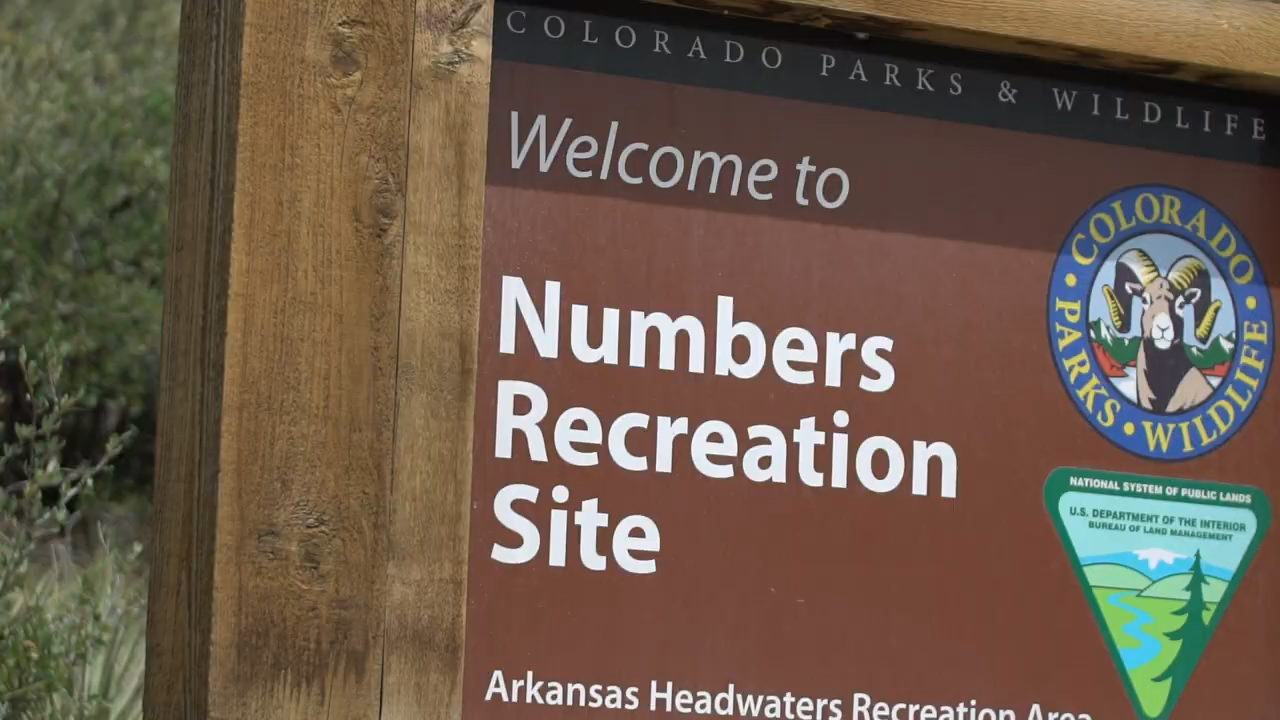 COLORADO PARKS & WILDLIFE
Welcome to
Numbers
Recreation
Site
Arkansas Headwaters Recreation Area
COLORADO
• PARKS • WILDLIFE •
NATIONAL SYSTEM OF PUBLIC LANDS
U.S. DEPARTMENT OF THE INTERIOR
BUREAU OF LAND MANAGEMENT